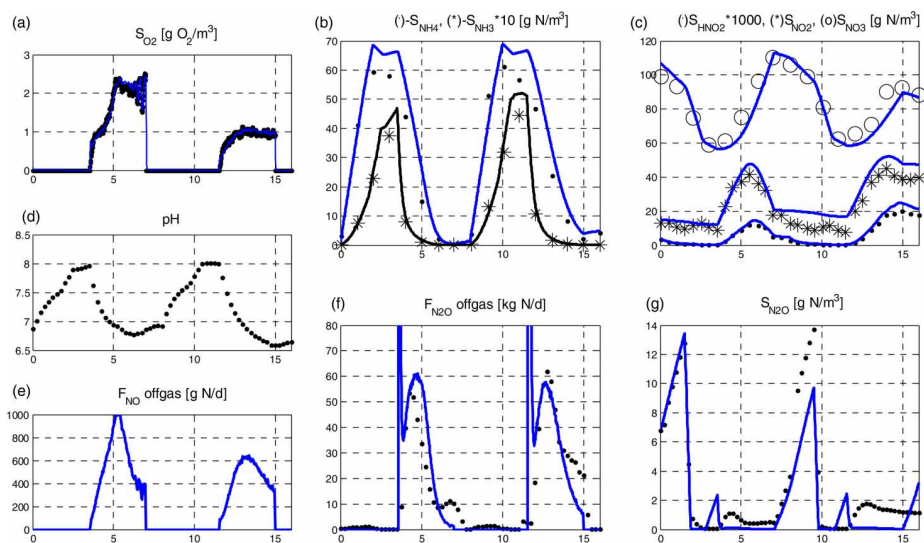 (a)
S_O2 [g O_2/m^3]
3
2
1
0
0 5 10 15
(b)
(·)-S_NH4, (*)-S_NH3*10 [g N/m^3]
70
60
50
40
30
20
10
0
0 5 10 15
(c)
(·)S_HNO2*1000, (*)S_NO2, (o)S_NO3 [g N/m^3]
120
100
80
60
40
20
0
0 5 10 15
(d)
pH
8.5
8
7.5
7
6.5
0 5 10 15
(e)
F_NO offgas [g N/d]
1000
800
600
400
200
0
0 5 10 15
(f)
F_N2O offgas [kg N/d]
80
60
40
20
0
0 5 10 15
(g)
S_N2O [g N/m^3]
14
12
10
8
6
4
2
0
0 5 10 15